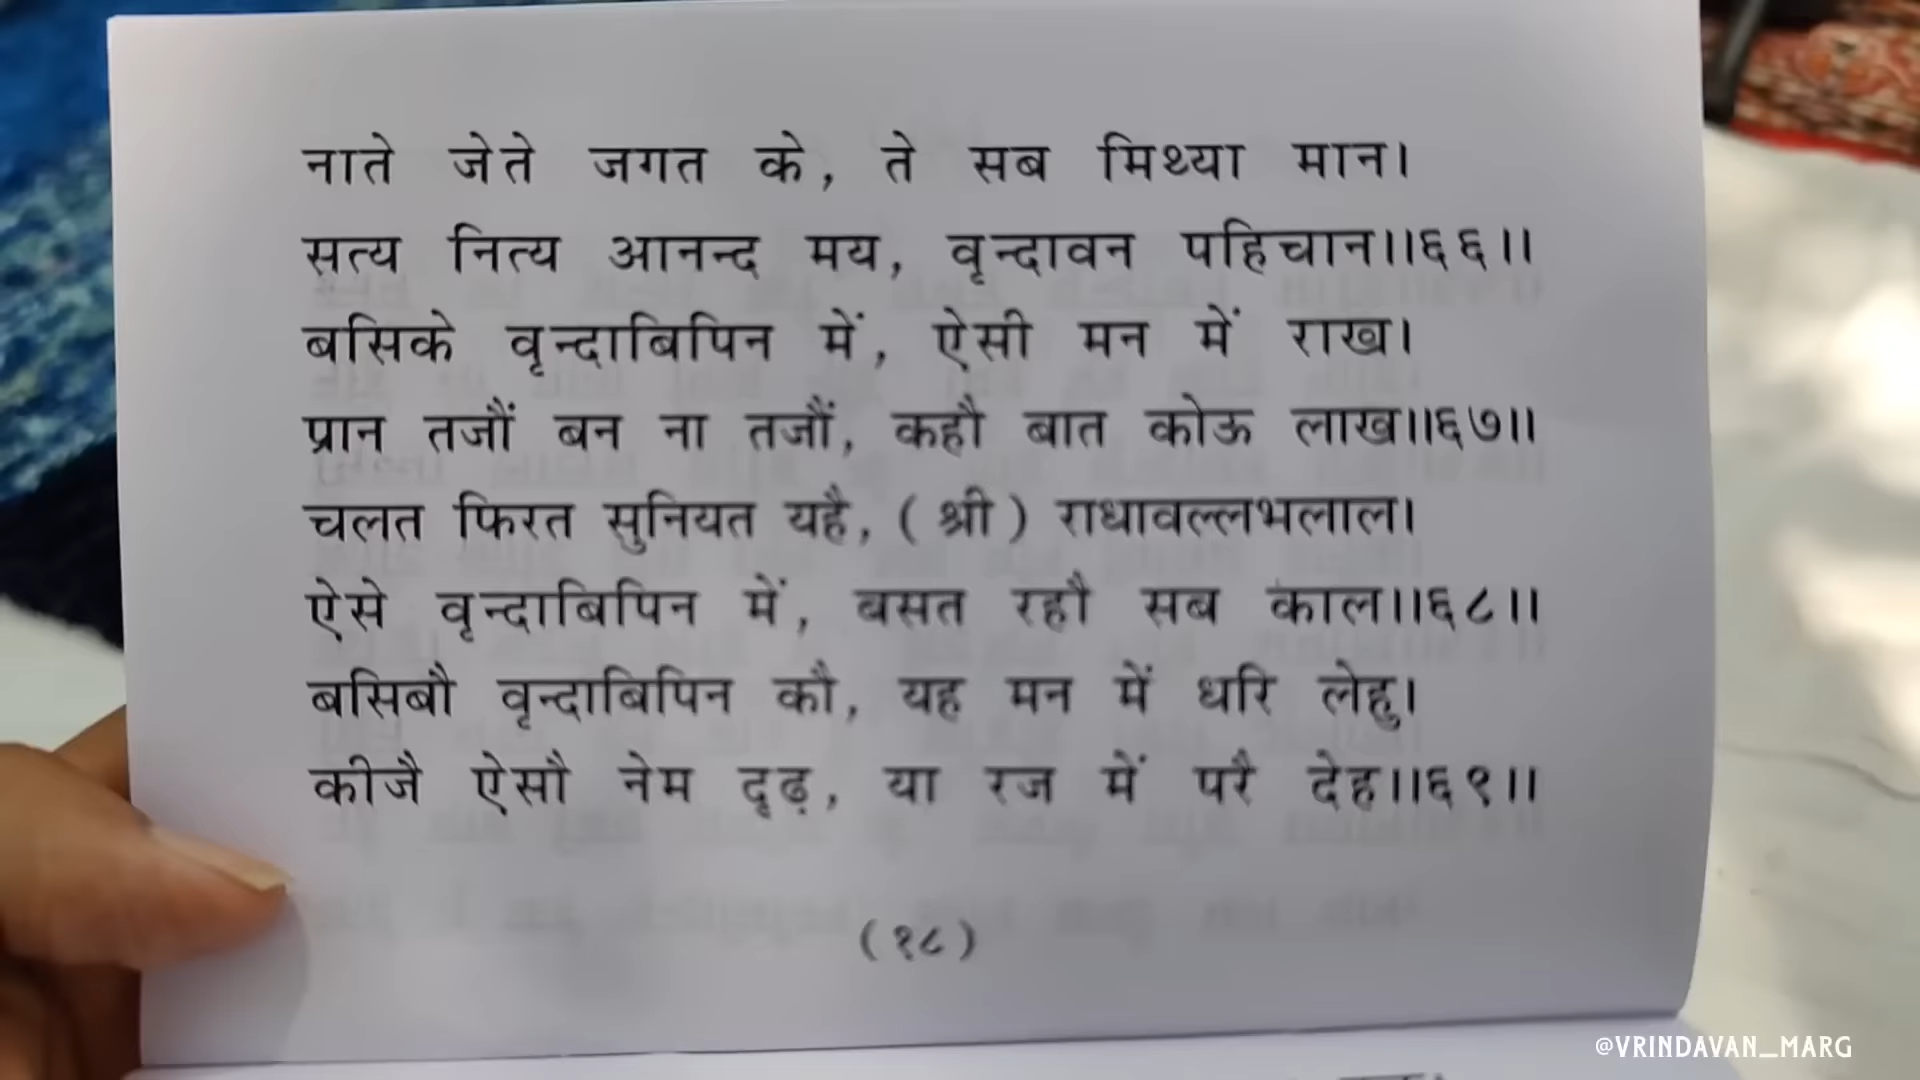 नाते जेते जगत के, ते सब मिथ्या मान।
सत्य नित्य आनन्द मय, वृन्दावन पहिचान।।६६।।
बसिके वृन्दाबिपिन में, ऐसी मन में राख।
प्रान तजौं बन ना तजौं, कहौ बात कोऊ लाख।।६७।।
चलत फिरत सुनियत यहै, (श्री) राधावल्लभलाल।
ऐसे वृन्दाबिपिन में, बसत रहौ सब काल।।६८।।
बसिबौ वृन्दाबिपिन कौ, यह मन में धरि लेहु।
कीजै ऐसौ नेम दृढ़, या रज में परै देह।।६९।।
(१८)
@VRINDAVAN_MARG